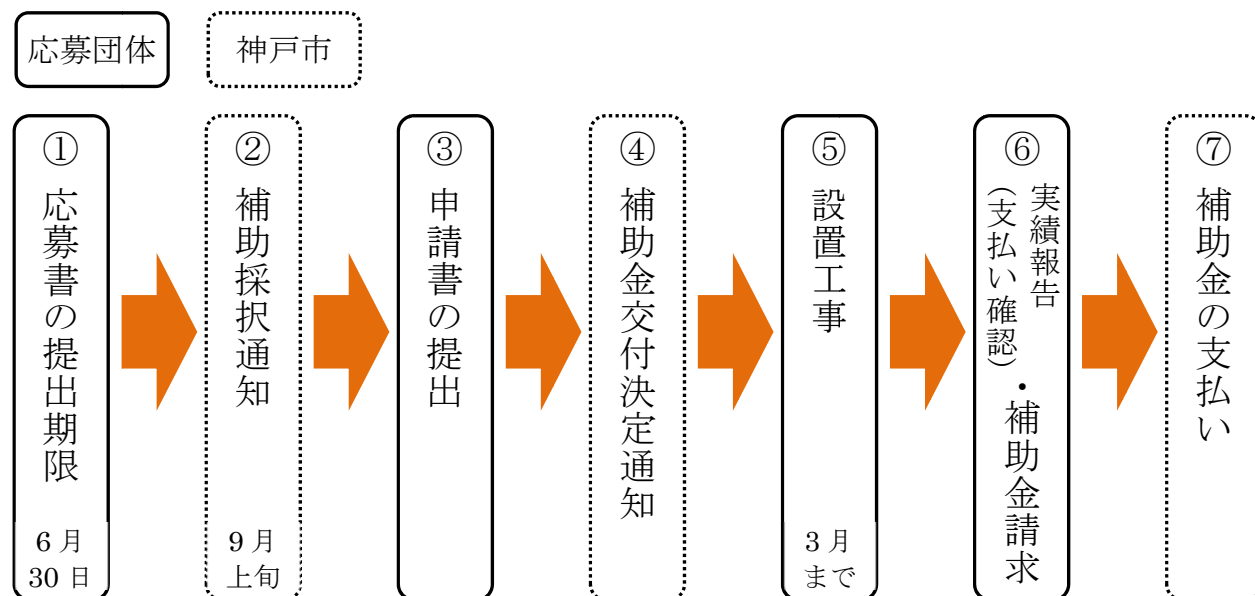 応募団体
神戸市
①
応募書の提出期限
6月
30日
②
補助採択通知
9月
上旬
③
申請書の提出
④
補助金交付決定通知
⑤
設置工事
3月
まで
⑥
実績報告
(支払い確認)
・補助金請求
⑦
補助金の支払い